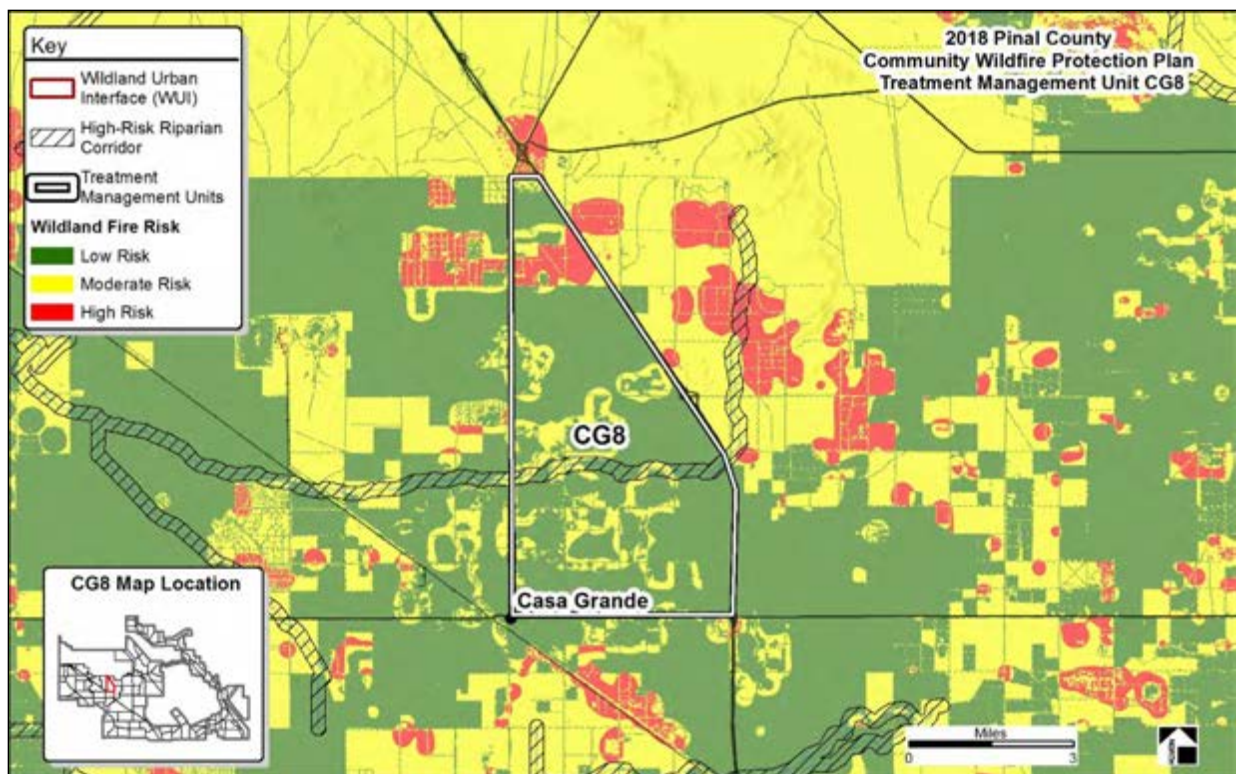 Key
Wildland Urban
Interface (WUI)
High-Risk Riparian
Corridor
Treatment
Management Units
Wildland Fire Risk
Low Risk
Moderate Risk
High Risk
2018 Pinal County
Community Wildfire Protection Plan
Treatment Management Unit CG8
CG8
Casa Grande
CG8 Map Location
Miles
3